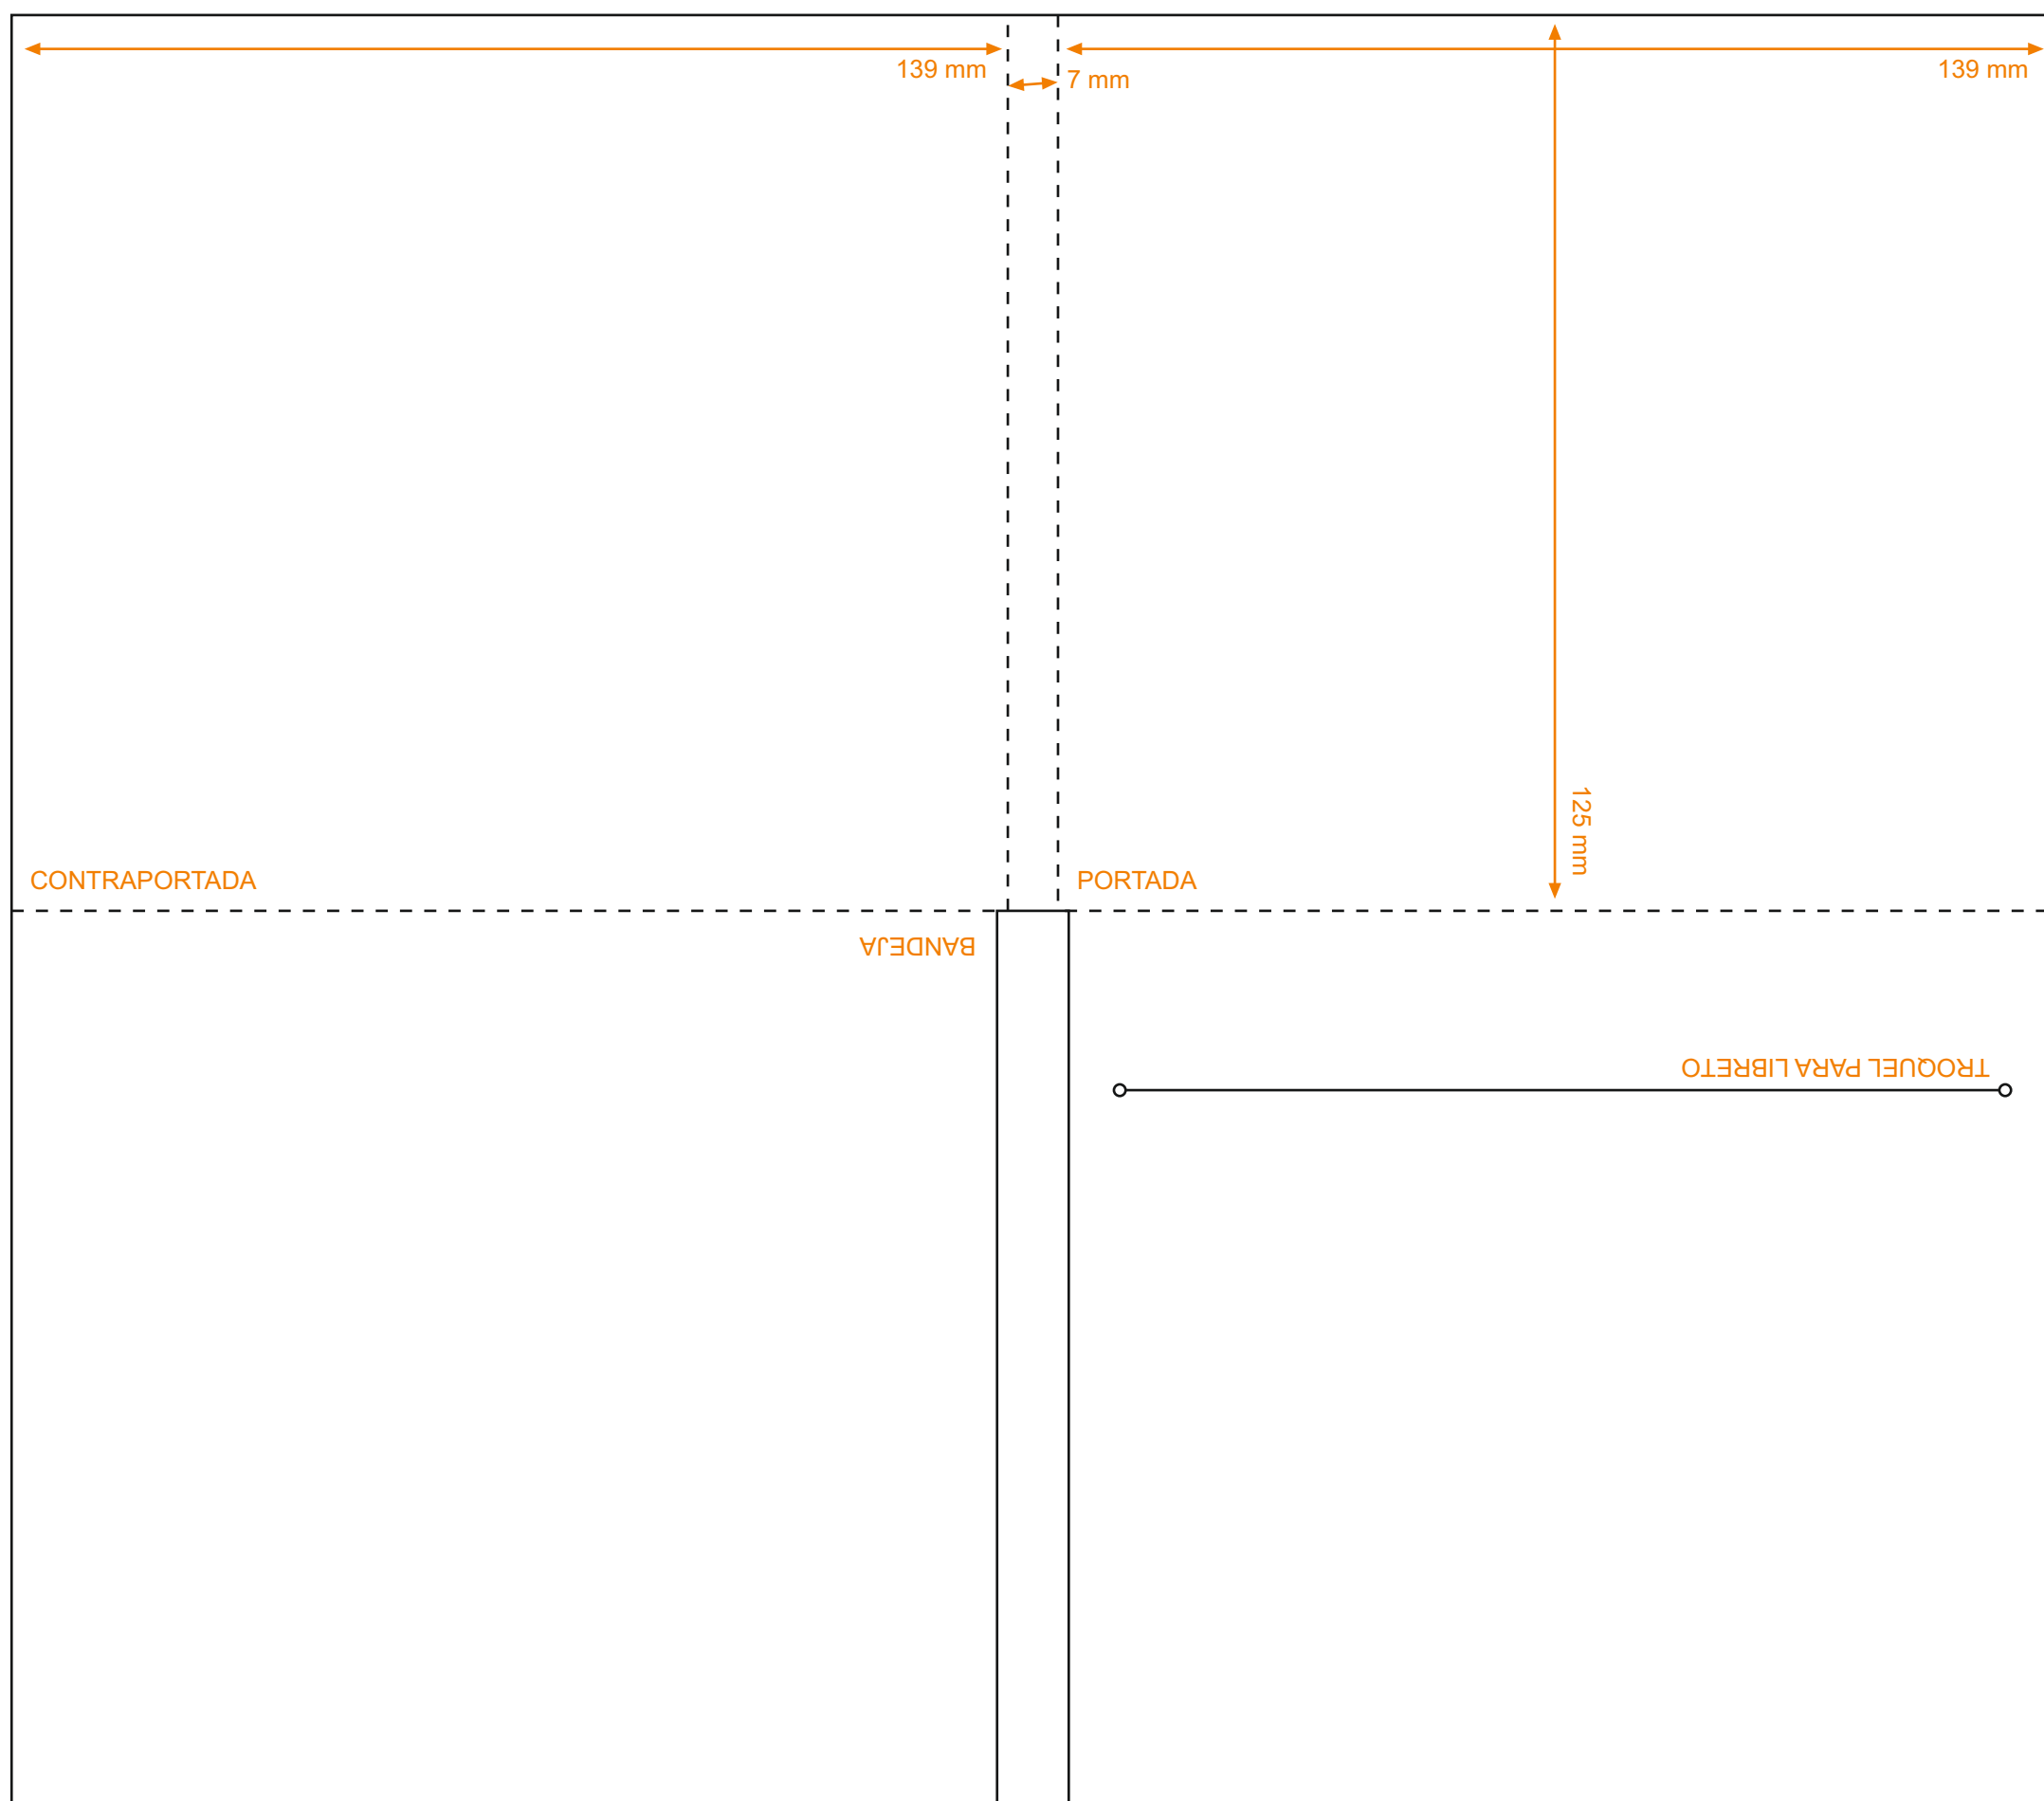 139 mm
7 mm
139 mm
125 mm
CONTRAPORTADA
PORTADA
BANDEJA
TROQUEL PARA LIBRETO